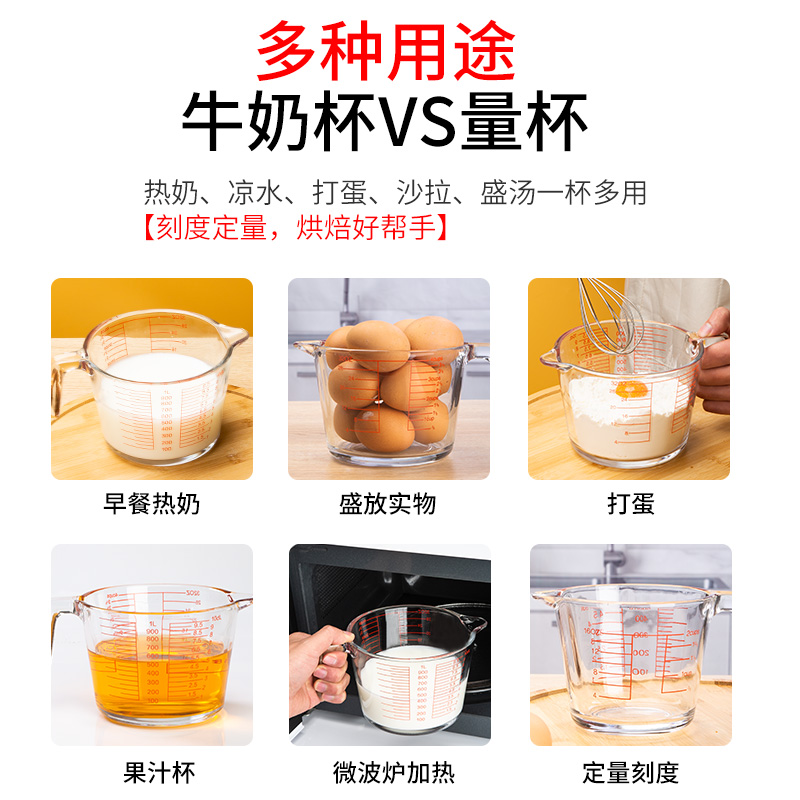 多种用途
牛奶杯VS量杯
热奶、凉水、打蛋、沙拉、盛汤一杯多用
【刻度定量，烘焙好帮手】
早餐热奶
盛放实物
打蛋
果汁杯
微波炉加热
定量刻度